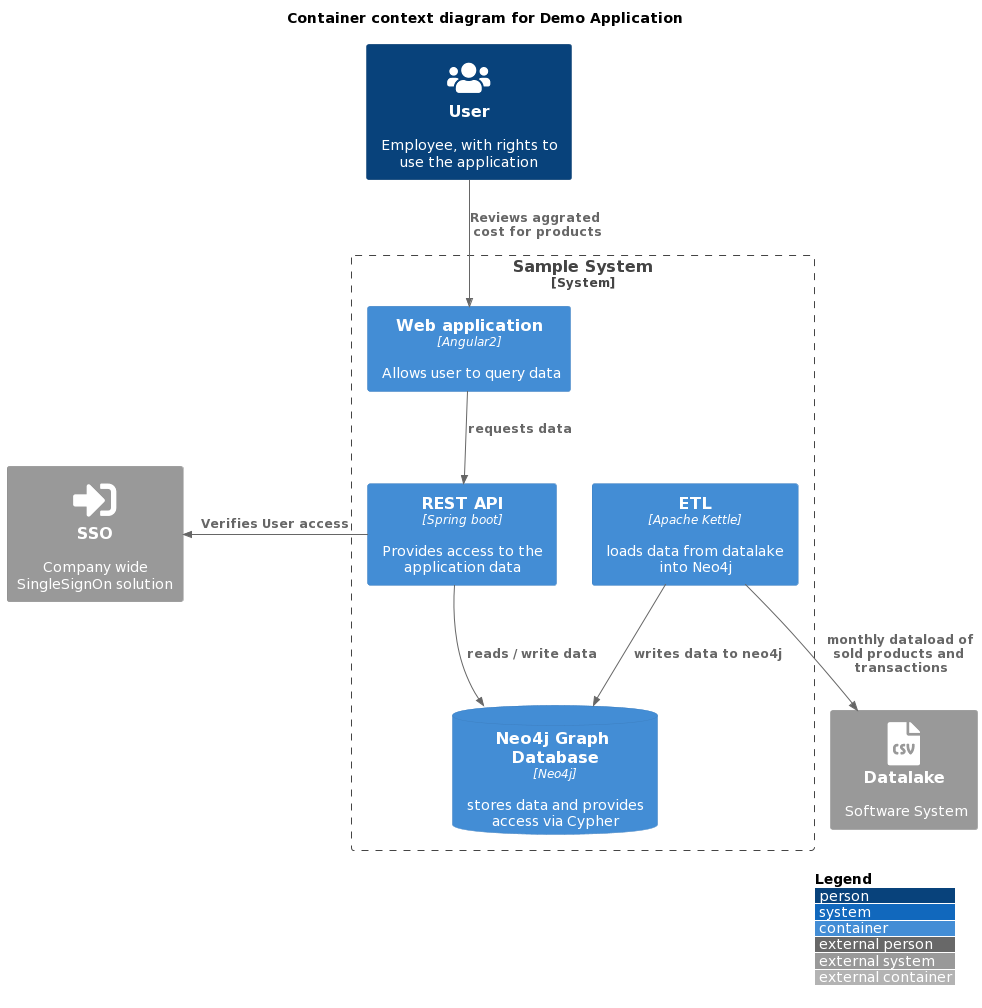 Container context diagram for Demo Application
User
Employee, with rights to
use the application
Reviews aggrated
cost for products
Sample System
[System]
Web application
[Angular2]
Allows user to query data
requests data
SSO
Company wide
SingleSignOn solution
Verifies User access
REST API
[Spring boot]
Provides access to the
application data
ETL
[Apache Kettle]
loads data from datalake
into Neo4j
reads / write data
writes data to neo4j
monthly dataload of
sold products and
transactions
Neo4j Graph
Database
[Neo4j]
stores data and provides
access via Cypher
CSV
Datalake
Software System
Legend
person
system
container
external person
external system
external container